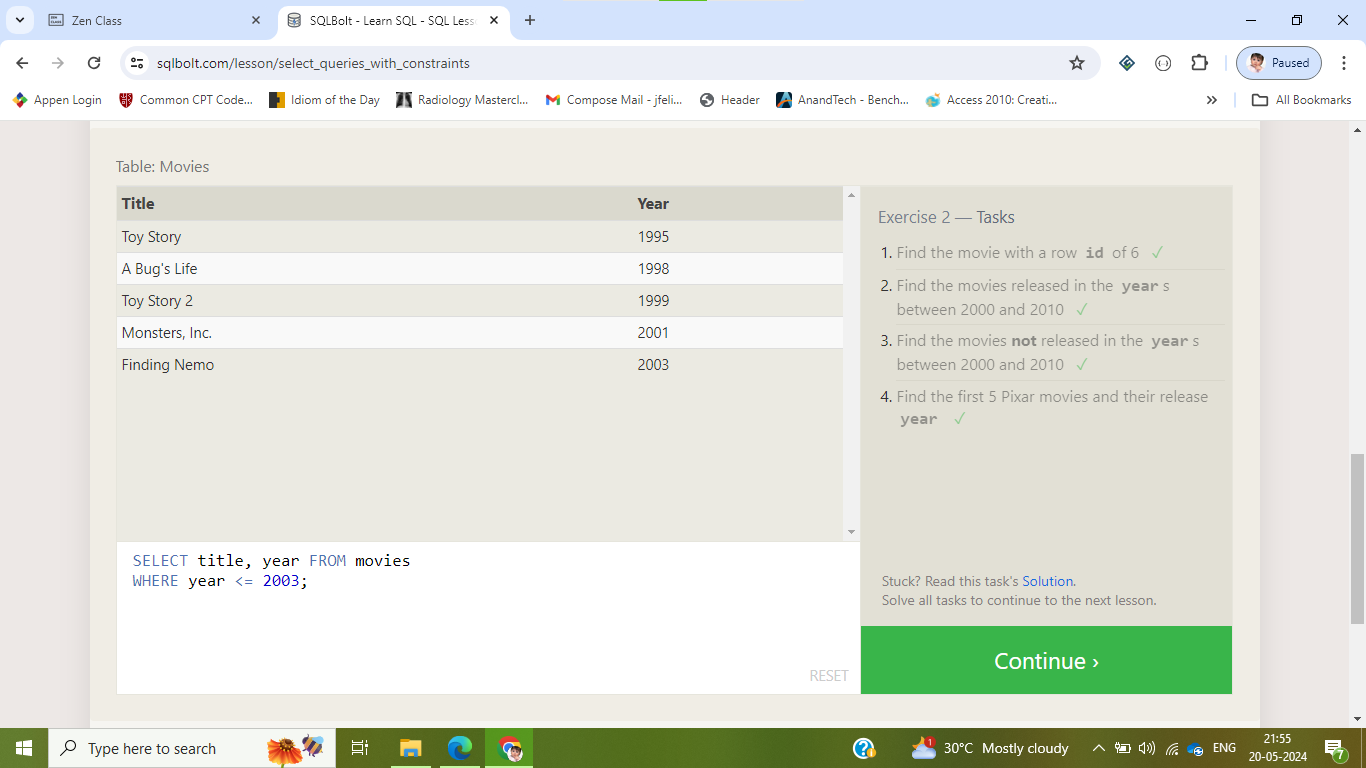 Zen Class
SQLBolt - Learn SQL - SQL Less
sqlbolt.com/lesson/select_queries_with_constraints
Paused
Appen Login
Common CPT Code...
Idiom of the Day
Radiology Mastercl...
Compose Mail - jfeli...
Header
AnandTech - Bench...
Access 2010: Creati...
All Bookmarks
Table: Movies
Title Year
Toy Story 1995
A Bug's Life 1998
Toy Story 2 1999
Monsters, Inc. 2001
Finding Nemo 2003
SELECT title, year FROM movies
WHERE year <= 2003;
RESET
Exercise 2 — Tasks
1. Find the movie with a row id of 6 ✓
2. Find the movies released in the year s
between 2000 and 2010 ✓
3. Find the movies not released in the year s
between 2000 and 2010 ✓
4. Find the first 5 Pixar movies and their release
year ✓
Stuck? Read this task's Solution.
Solve all tasks to continue to the next lesson.
Continue ›
Type here to search
1
30°C Mostly cloudy
ENG
21:55
20-05-2024
7